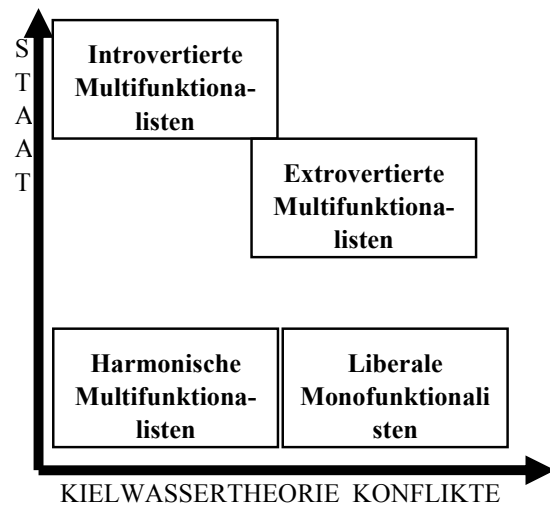 S
T
A
A
T
Introvertierte
Multifunktiona-
listen
Extrovertierte
Multifunktiona-
listen
Harmonische
Multifunktiona-
listen
Liberale
Monofunktionali
sten
KIELWASSERTHEORIE KONFLIKTE